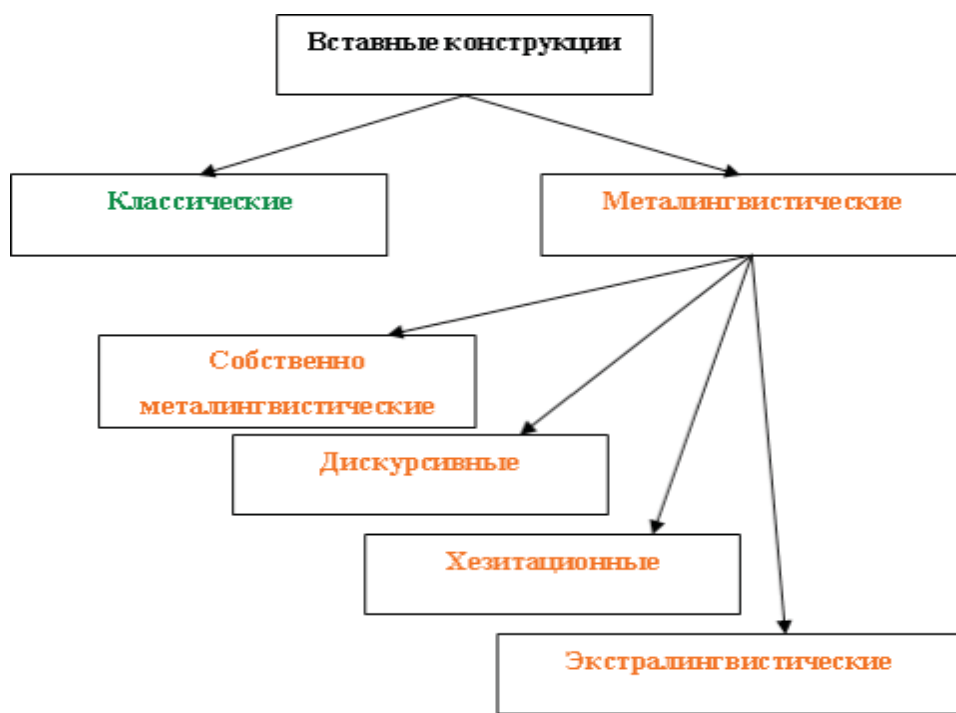 Вставные конструкции
Классические
Металингвистические
Собственно
металингвистические
Дискурсивные
Хезитационные
Экстралингвистические